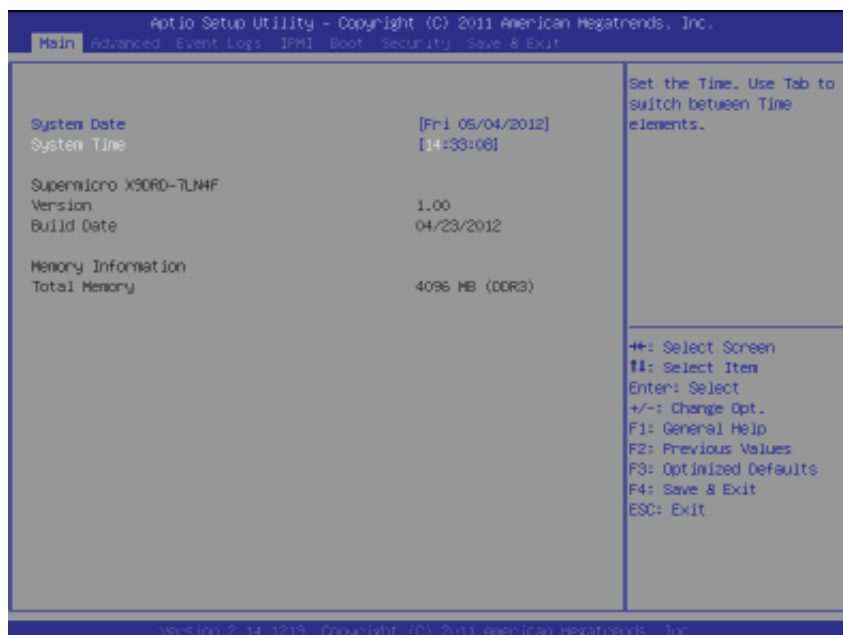 Aptio Setup Utility - Copyright (C) 2011 American Megatrends, Inc.
Main Advanced Event Logs IPMI Boot Security Save & Exit
System Date [Fri 05/04/2012]
System Time [14:33:08]
Supermicro X9DRD-7LN4F
Version 1.00
Build Date 04/23/2012
Memory Information
Total Memory 4096 MB (DDR3)
Set the Time. Use Tab to
switch between Time
elements.
→←: Select Screen
↑↓: Select Item
Enter: Select
+/-: Change Opt.
F1: General Help
F2: Previous Values
F3: Optimized Defaults
F4: Save & Exit
ESC: Exit
Version 2.14.1219. Copyright (C) 2011 American Megatrends, Inc.